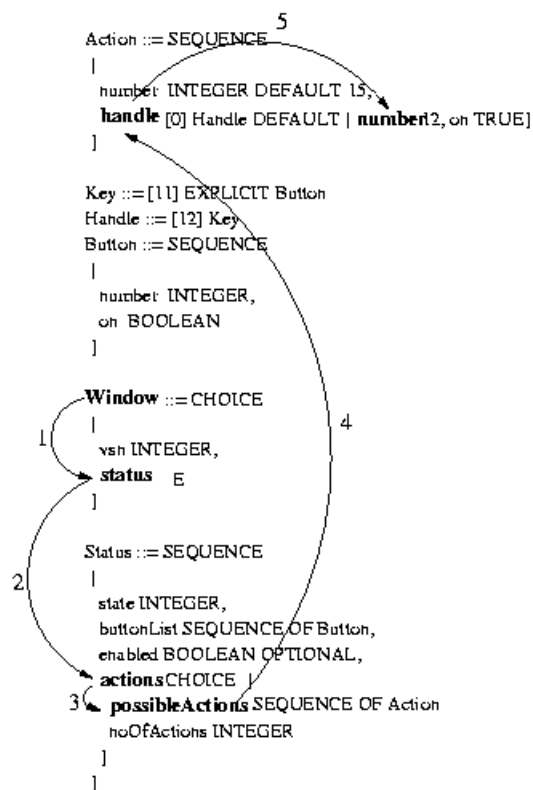 5
Action ::= SEQUENCE
|
number INTEGER DEFAULT 15,
handle [0] Handle DEFAULT | number12, on TRUE]
]
Key ::= [11] EXPLICIT Button
Handle ::= [12] Key
Button ::= SEQUENCE
|
number INTEGER,
on BOOLEAN
]
Window ::= CHOICE
|
1
4
vsn INTEGER,
status E
]
Status ::= SEQUENCE
|
2
state INTEGER,
buttonList SEQUENCE OF Button,
enabled BOOLEAN OPTIONAL,
actions CHOICE |
3 possibleActions SEQUENCE OF Action
noOfActions INTEGER
]
]